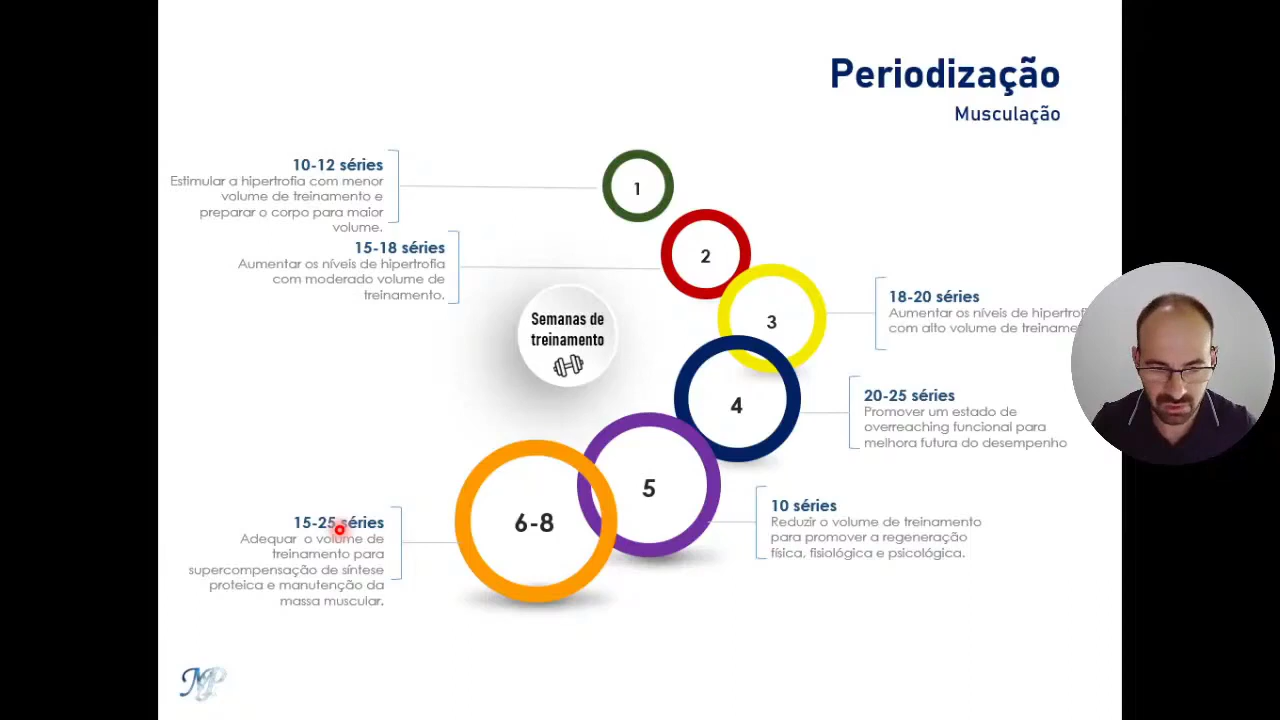 Periodização
Musculação
10-12 séries
Estimular a hipertrofia com menor
volume de treinamento e
preparar o corpo para maior
volume.
1
15-18 séries
Aumentar os níveis de hipertrofia
com moderado volume de
treinamento.
2
Semanas de
treinamento
3
18-20 séries
Aumentar os níveis de
com alto volume de
4
20-25 séries
Promover um estado de
overreaching funcional para
melhora futura do desempenho
5
10 séries
Reduzir o volume de treinamento
para promover a regeneração
física, fisiológica e psicológica.
6-8
15-25 séries
Adequar o volume de
treinamento para
supercompensação de síntese
proteica e manutenção da
massa muscular.
MP